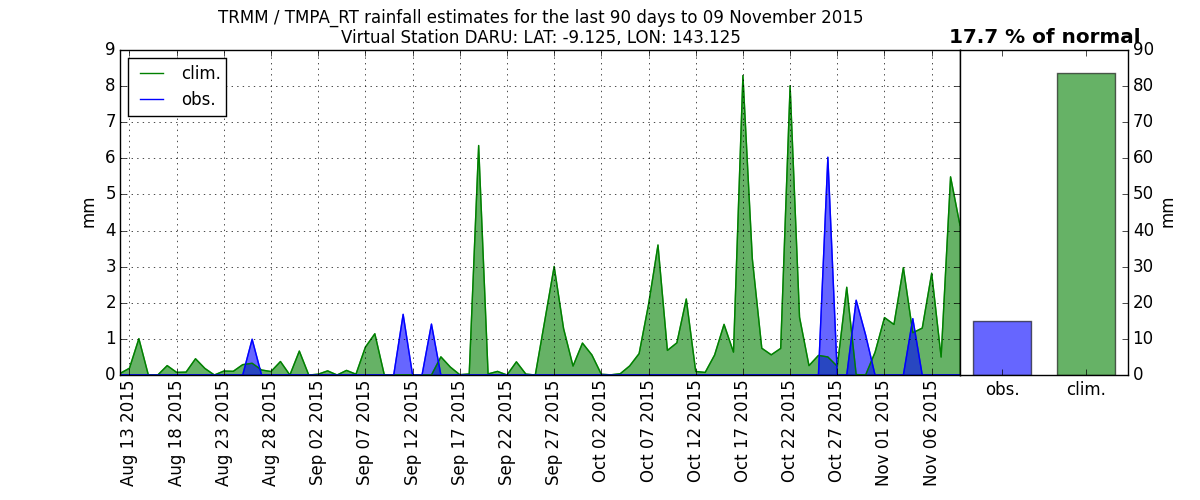 TRMM / TMPA_RT rainfall estimates for the last 90 days to 09 November 2015
Virtual Station DARU: LAT: -9.125, LON: 143.125
17.7 % of normal
clim.
obs.
mm
9
8
7
6
5
4
3
2
1
0
90
80
70
60
50
40
30
20
10
0
mm
Aug 13 2015
Aug 18 2015
Aug 23 2015
Aug 28 2015
Sep 02 2015
Sep 07 2015
Sep 12 2015
Sep 17 2015
Sep 22 2015
Sep 27 2015
Oct 02 2015
Oct 07 2015
Oct 12 2015
Oct 17 2015
Oct 22 2015
Oct 27 2015
Nov 01 2015
Nov 06 2015
obs.
clim.